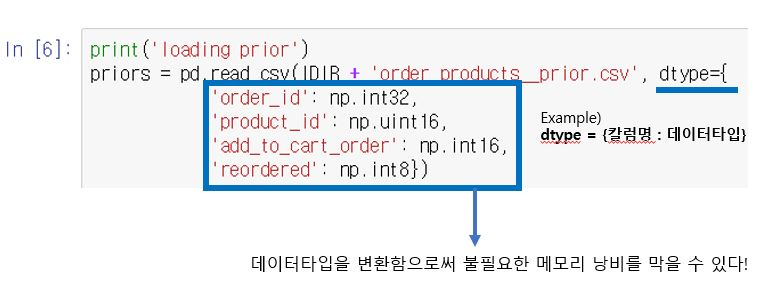 In [6]: print('loading prior')
priors = pd.read_csv(IDIR + 'order_products__prior.csv', dtype={
'order_id': np.int32,
'product_id': np.uint16,
'add_to_cart_order': np.int16,
'reordered': np.int8})
Example)
dtype = {칼럼명 : 데이터타입}
데이터타입을 변환함으로써 불필요한 메모리 낭비를 막을 수 있다!